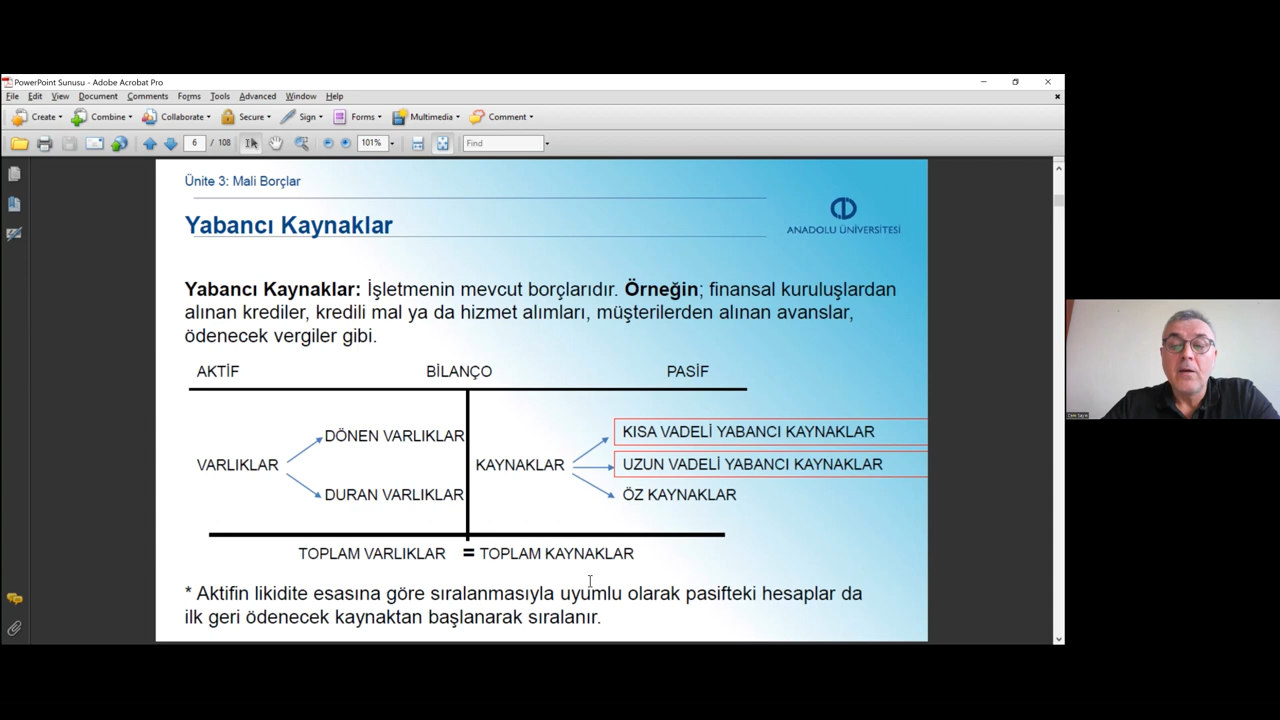 PowerPoint Sunusu - Adobe Acrobat Pro
File Edit View Document Comments Forms Tools Advanced Window Help
Create Combine Collaborate Secure Sign Forms Multimedia Comment
6 / 108 101% Find
Ünite 3: Mali Borçlar
Yabancı Kaynaklar
ANADOLU ÜNİVERSİTESİ
Yabancı Kaynaklar: İşletmenin mevcut borçlarıdır. Örneğin; finansal kuruluşlardan
alınan krediler, kredili mal ya da hizmet alımları, müşterilerden alınan avanslar,
ödenecek vergiler gibi.
AKTİF BİLANÇO PASİF
DÖNEN VARLIKLAR KISA VADELİ YABANCI KAYNAKLAR
VARLIKLAR KAYNAKLAR UZUN VADELİ YABANCI KAYNAKLAR
DURAN VARLIKLAR ÖZ KAYNAKLAR
TOPLAM VARLIKLAR = TOPLAM KAYNAKLAR
* Aktifin likidite esasına göre sıralanmasıyla uyumlu olarak pasifteki hesaplar da
ilk geri ödenecek kaynaktan başlanarak sıralanır.